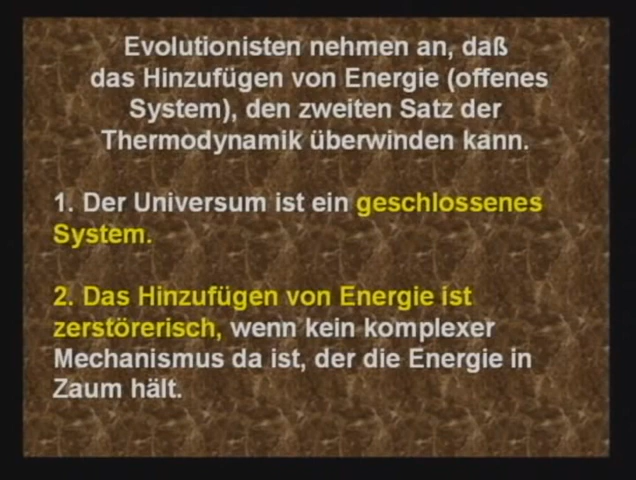 Evolutionisten nehmen an, daß
das Hinzufügen von Energie (offenes
System), den zweiten Satz der
Thermodynamik überwinden kann.
1. Der Universum ist ein geschlossenes
System.
2. Das Hinzufügen von Energie ist
zerstörerisch, wenn kein komplexer
Mechanismus da ist, der die Energie in
Zaum hält.